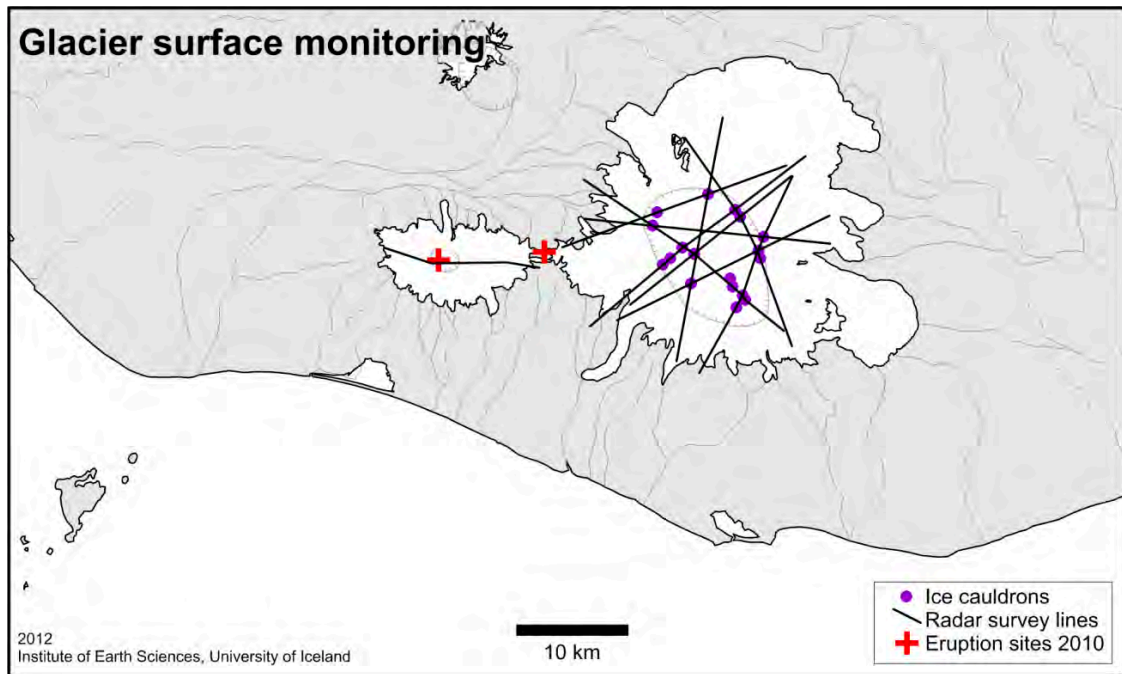 Glacier surface monitoring
Ice cauldrons
Radar survey lines
Eruption sites 2010
10 km
2012
Institute of Earth Sciences, University of Iceland